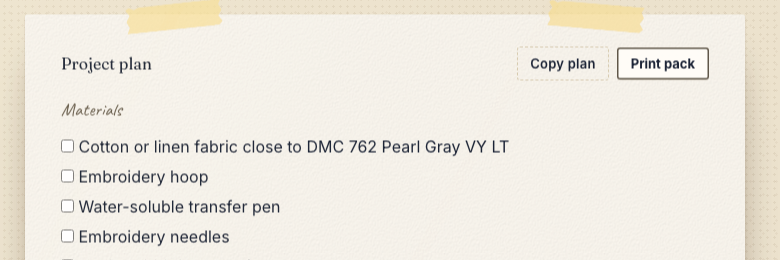 Project plan
Copy plan
Print pack
Materials
Cotton or linen fabric close to DMC 762 Pearl Gray VY LT
Embroidery hoop
Water-soluble transfer pen
Embroidery needles